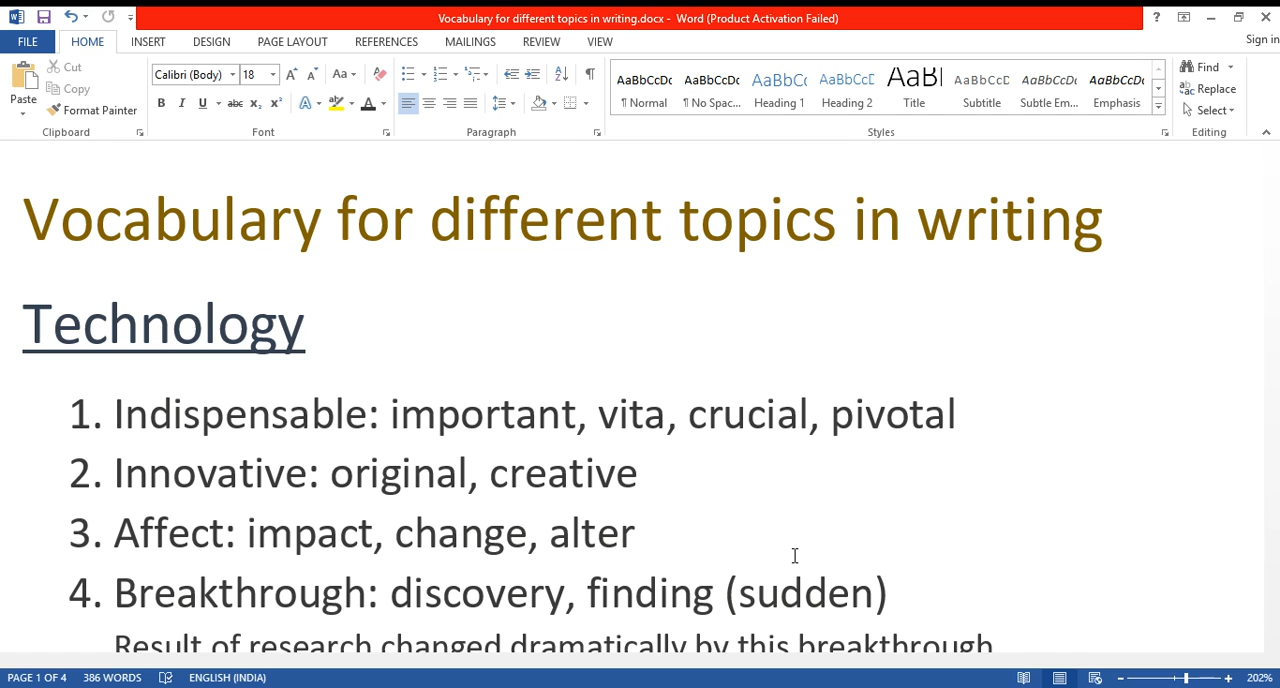 Vocabulary for different topics in writing.docx - Word (Product Activation Failed)
Sign in
FILE HOME INSERT DESIGN PAGE LAYOUT REFERENCES MAILINGS REVIEW VIEW
Paste
Cut
Copy
Format Painter
Clipboard
Calibri (Body) 18
Font
Paragraph
AaBbCcDc AaBbCcDc AaBbCc AaBbCcD AaBl AaBbCcD AaBbCcDc AaBbCcDc
¶ Normal ¶ No Spac... Heading 1 Heading 2 Title Subtitle Subtle Em... Emphasis
Styles
Find
Replace
Select
Editing
Vocabulary for different topics in writing
Technology
1. Indispensable: important, vita, crucial, pivotal
2. Innovative: original, creative
3. Affect: impact, change, alter
4. Breakthrough: discovery, finding (sudden)
Result of research changed dramatically by this breakthrough
PAGE 1 OF 4 386 WORDS ENGLISH (INDIA) 202%